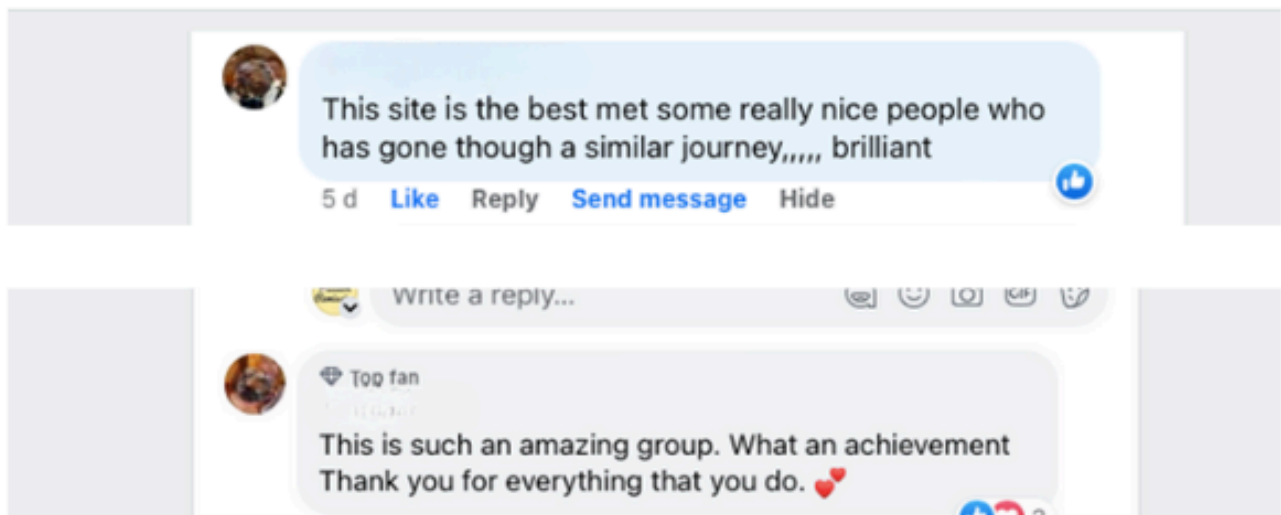 This site is the best met some really nice people who
has gone though a similar journey,,,,, brilliant
5 d Like Reply Send message Hide
Write a reply...
GIF
Top fan
This is such an amazing group. What an achievement
Thank you for everything that you do. 💕